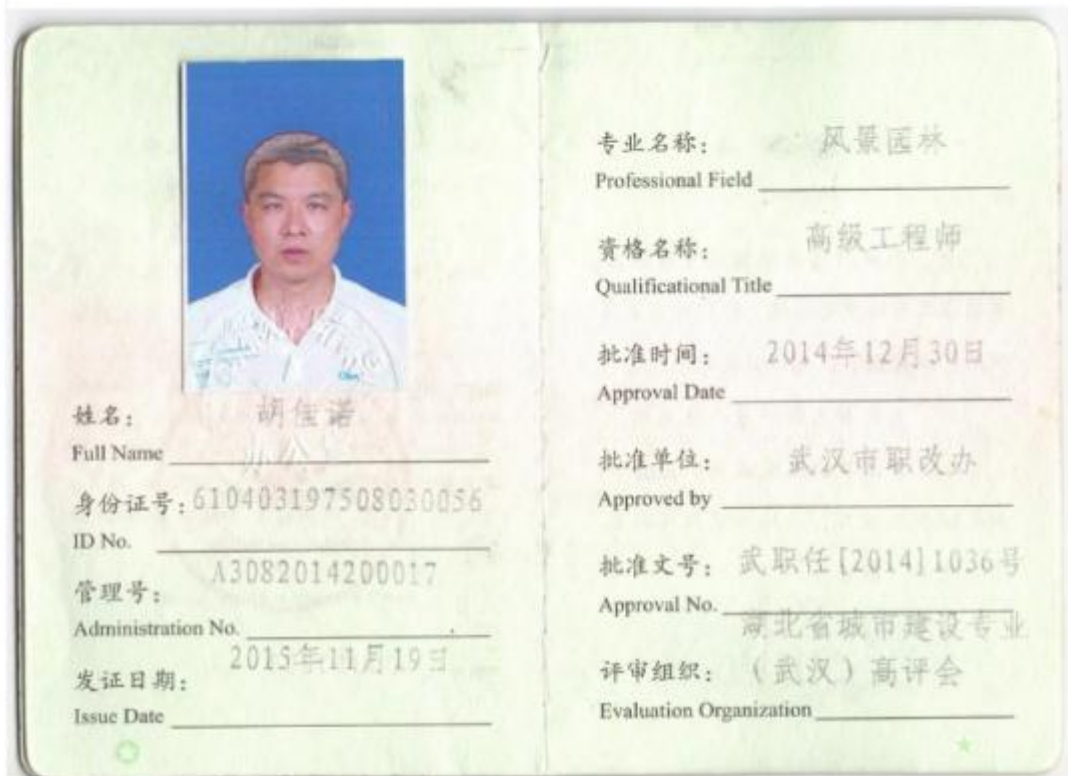 姓名：胡佳诺
Full Name
身份证号：610403197508030056
ID No.
管理号：A3082014200017
Administration No.
发证日期：2015年11月19日
Issue Date
专业名称：风景园林
Professional Field
资格名称：高级工程师
Qualificational Title
批准时间：2014年12月30日
Approval Date
批准单位：武汉市职改办
Approved by
批准文号：武职任[2014]1036号
Approval No.
湖北省城市建设专业
评审组织：（武汉）高评会
Evaluation Organization